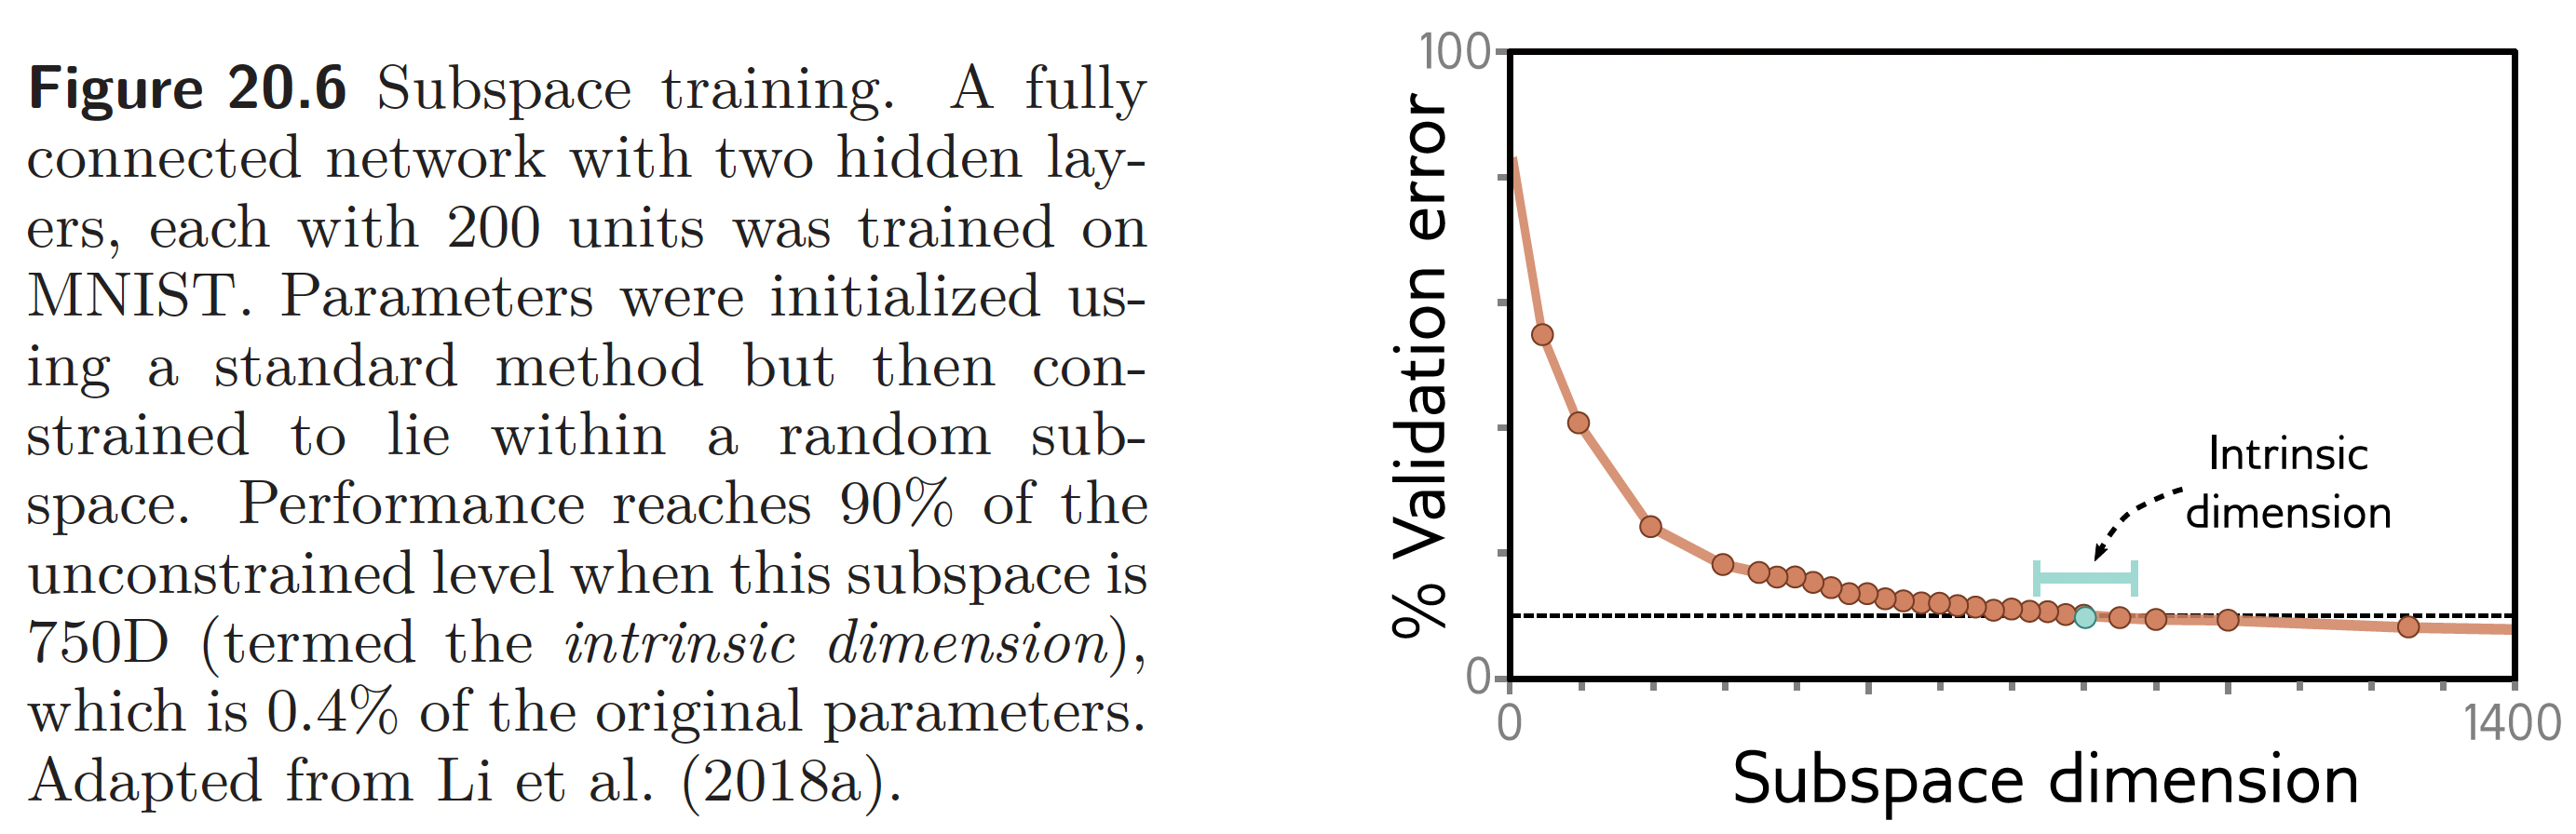 Figure 20.6 Subspace training. A fully
connected network with two hidden lay-
ers, each with 200 units was trained on
MNIST. Parameters were initialized us-
ing a standard method but then con-
strained to lie within a random sub-
space. Performance reaches 90% of the
unconstrained level when this subspace is
750D (termed the intrinsic dimension),
which is 0.4% of the original parameters.
Adapted from Li et al. (2018a).
100
% Validation error
Intrinsic
dimension
0
0
1400
Subspace dimension